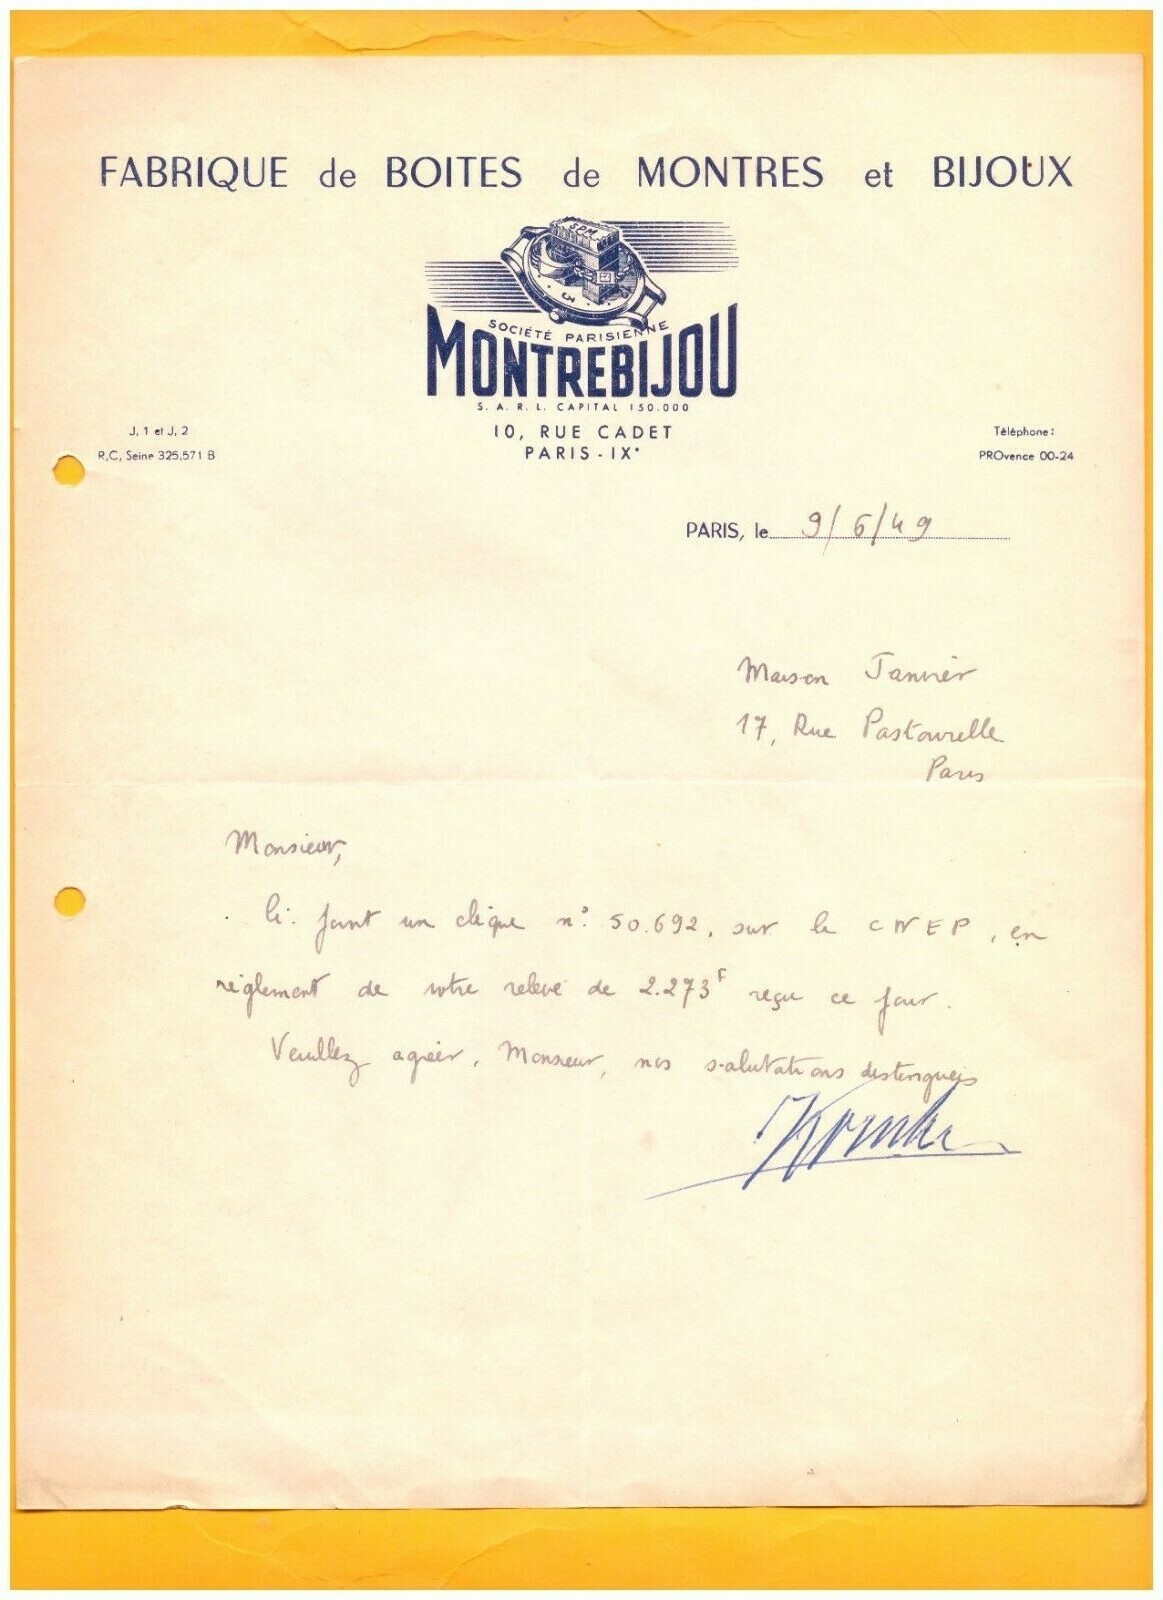 FABRIQUE de BOITES de MONTRES et BIJOUX
SPM
SOCIÉTÉ PARISIENNE
MONTREBIJOU
S. A. R. L. CAPITAL 150.000
10, RUE CADET
PARIS - IXe
J, 1 et J, 2
R,C, Seine 325,571 B
Téléphone :
PROvence 00-24
PARIS, le 9/6/49
Maison Janvier
17, Rue Pastourelle
Paris
Monsieur,
Ci. joint un chèque n° 50.692, sur le CNEP, en
règlement de votre relevé de 2.273F reçu ce jour.
Veuillez agréer, Monsieur, nos salutations distinguées